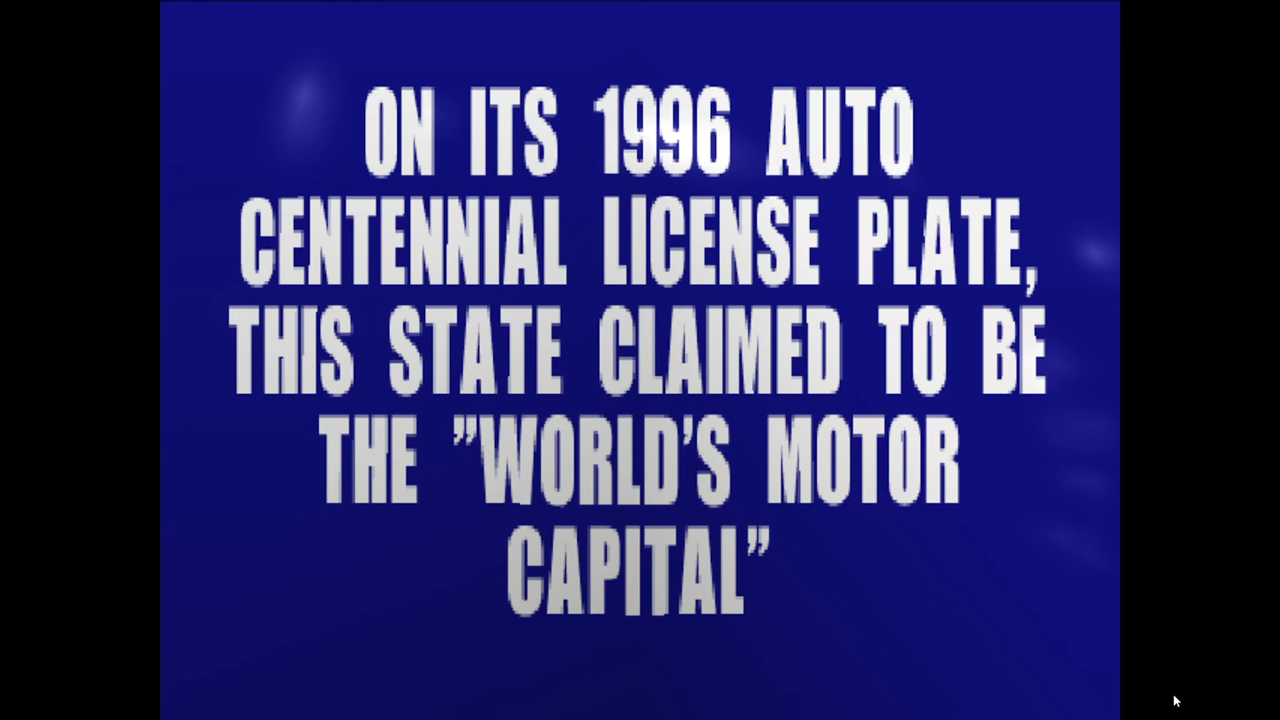 ON ITS 1996 AUTO
CENTENNIAL LICENSE PLATE,
THIS STATE CLAIMED TO BE
THE ”WORLD’S MOTOR
CAPITAL”